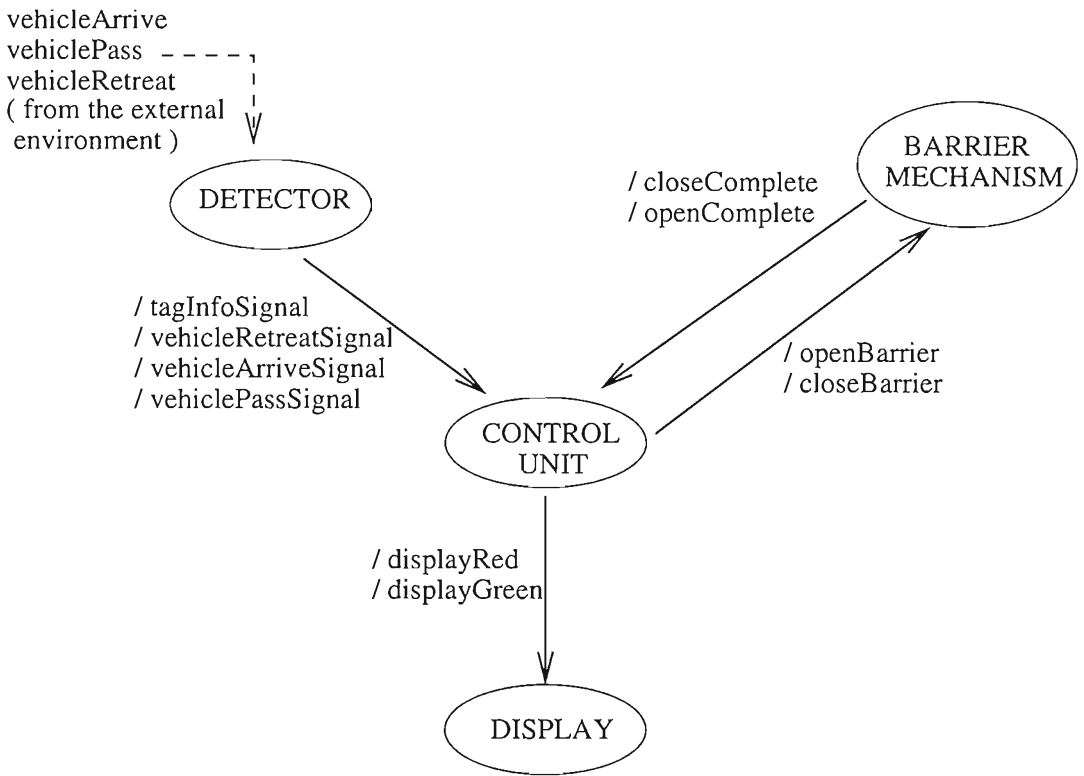 vehicleArrive
vehiclePass
vehicleRetreat
( from the external
environment )
DETECTOR
BARRIER
MECHANISM
/ closeComplete
/ openComplete
/ tagInfoSignal
/ vehicleRetreatSignal
/ vehicleArriveSignal
/ vehiclePassSignal
/ openBarrier
/ closeBarrier
CONTROL
UNIT
/ displayRed
/ displayGreen
DISPLAY